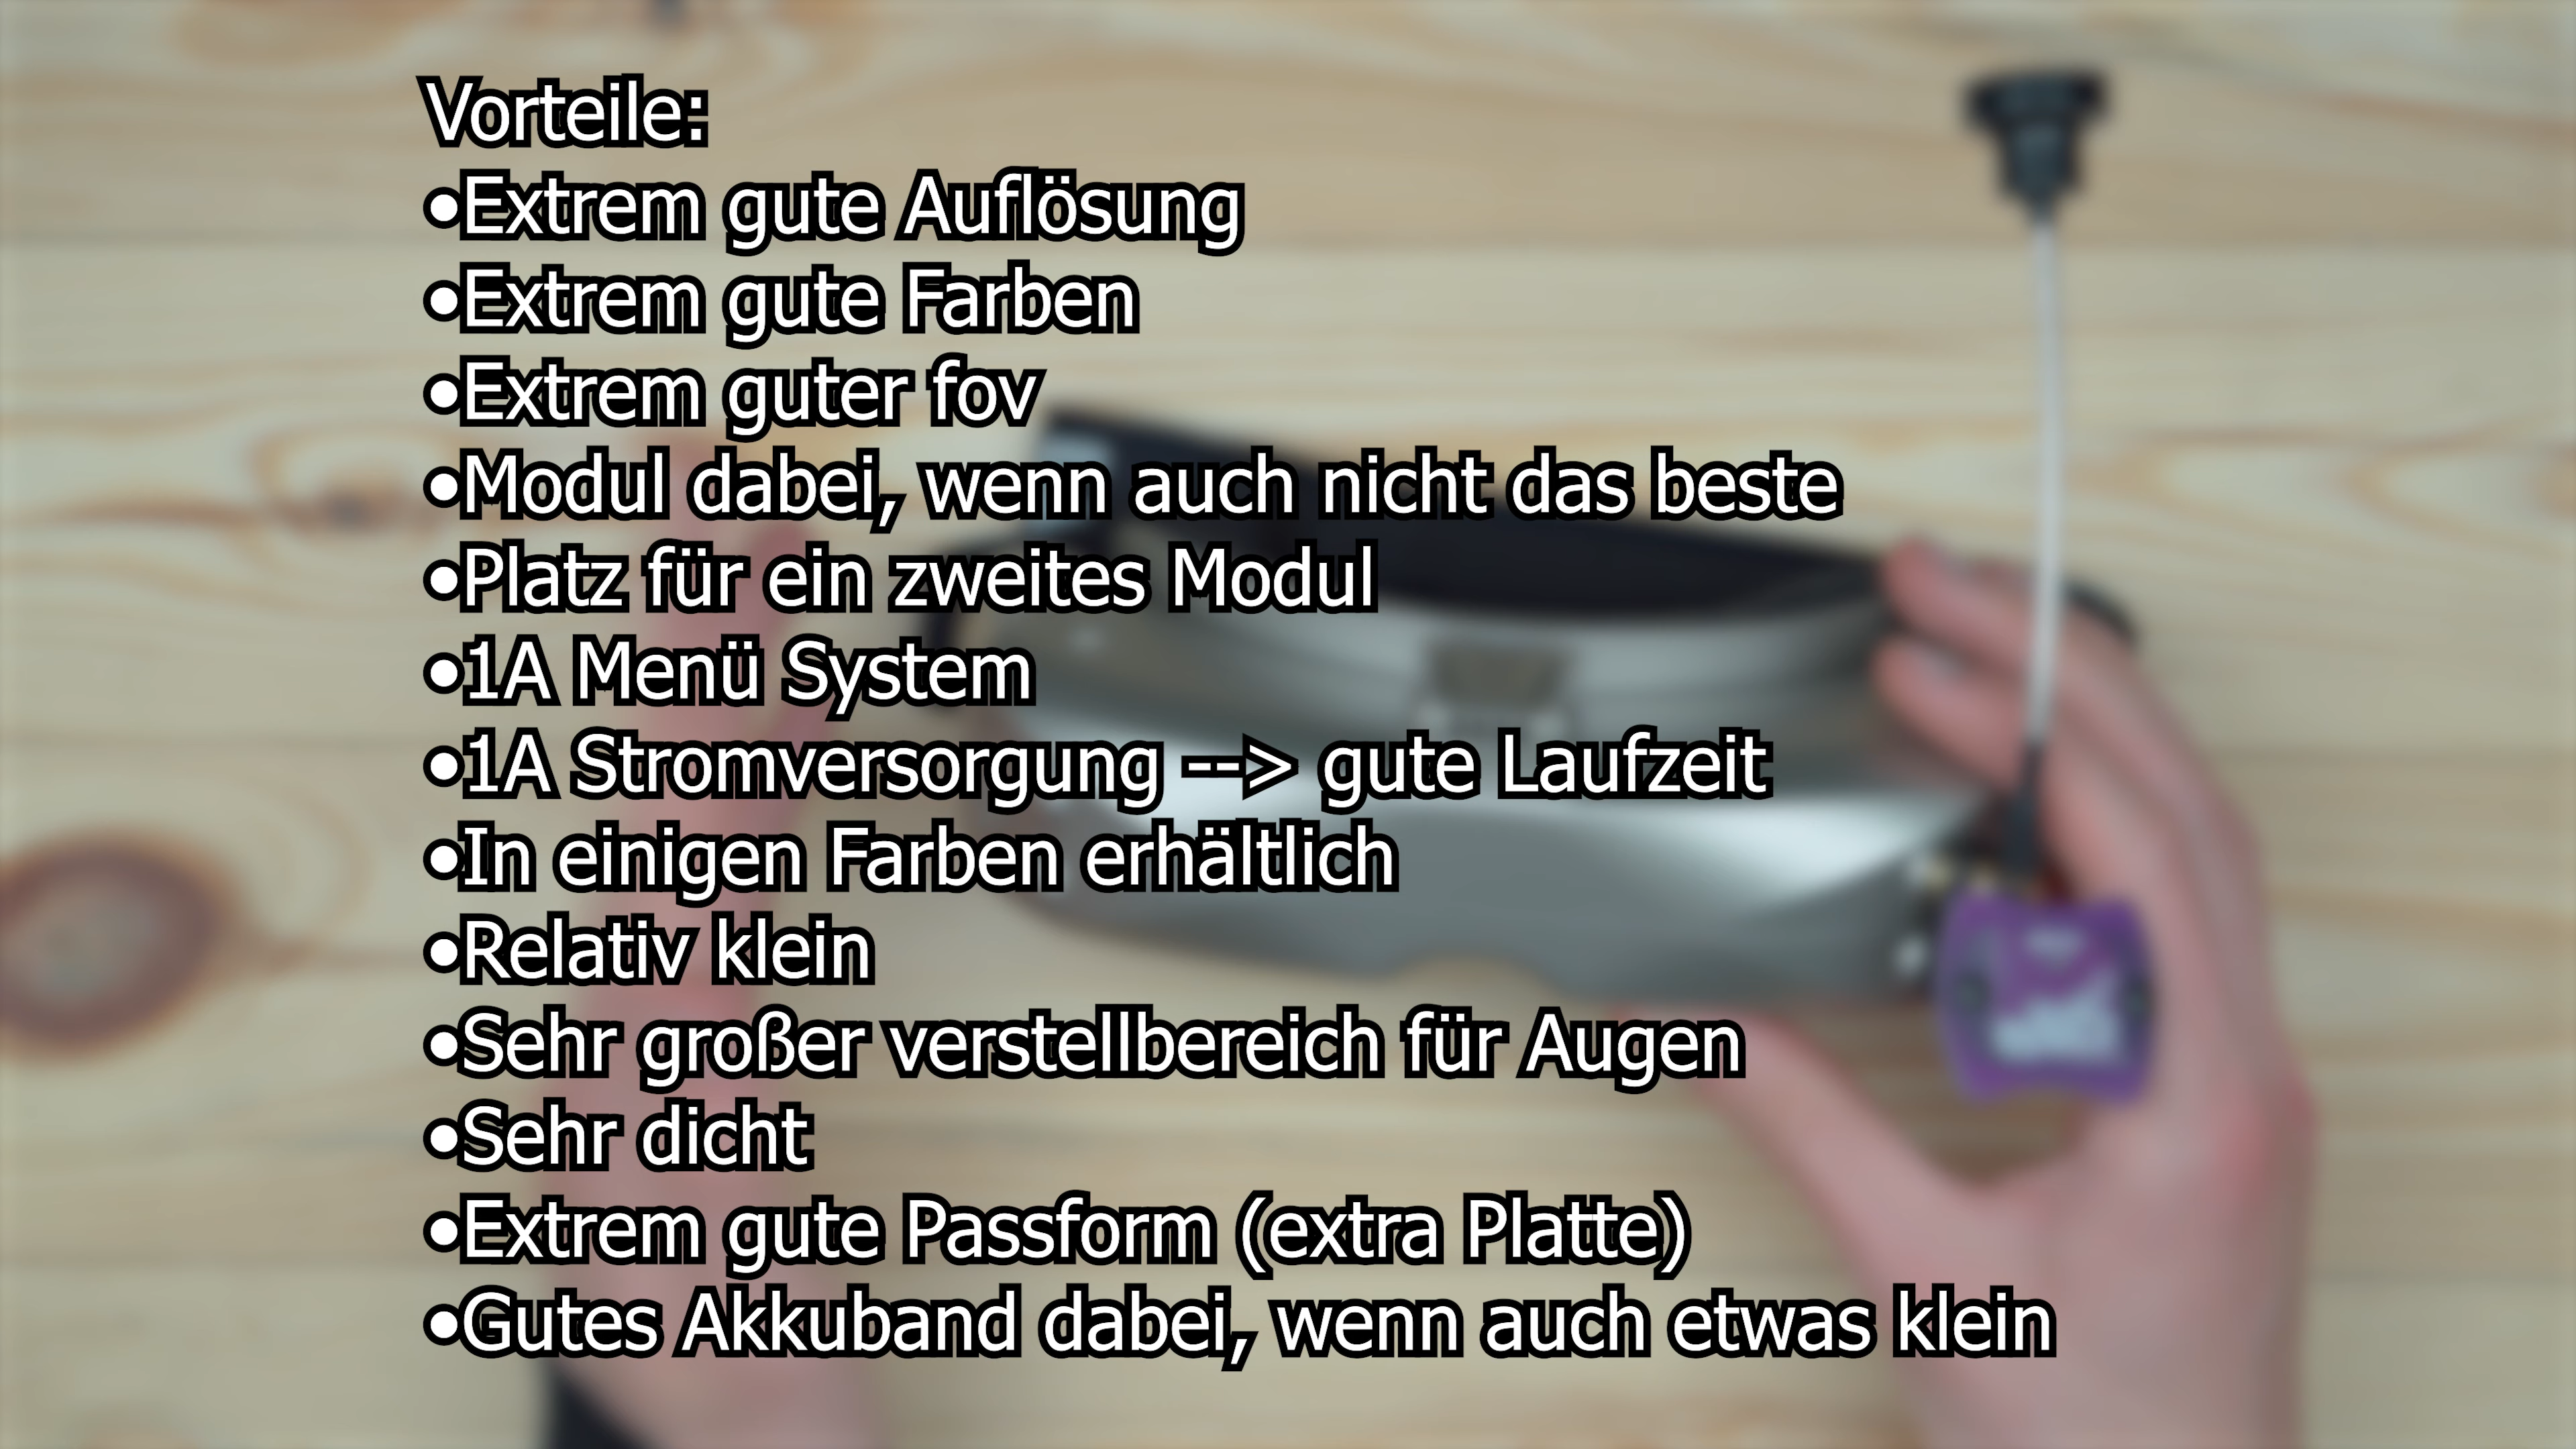 Vorteile:
•Extrem gute Auflösung
•Extrem gute Farben
•Extrem guter fov
•Modul dabei, wenn auch nicht das beste
•Platz für ein zweites Modul
•1A Menü System
•1A Stromversorgung --> gute Laufzeit
•In einigen Farben erhältlich
•Relativ klein
•Sehr großer verstellbereich für Augen
•Sehr dicht
•Extrem gute Passform (extra Platte)
•Gutes Akkuband dabei, wenn auch etwas klein